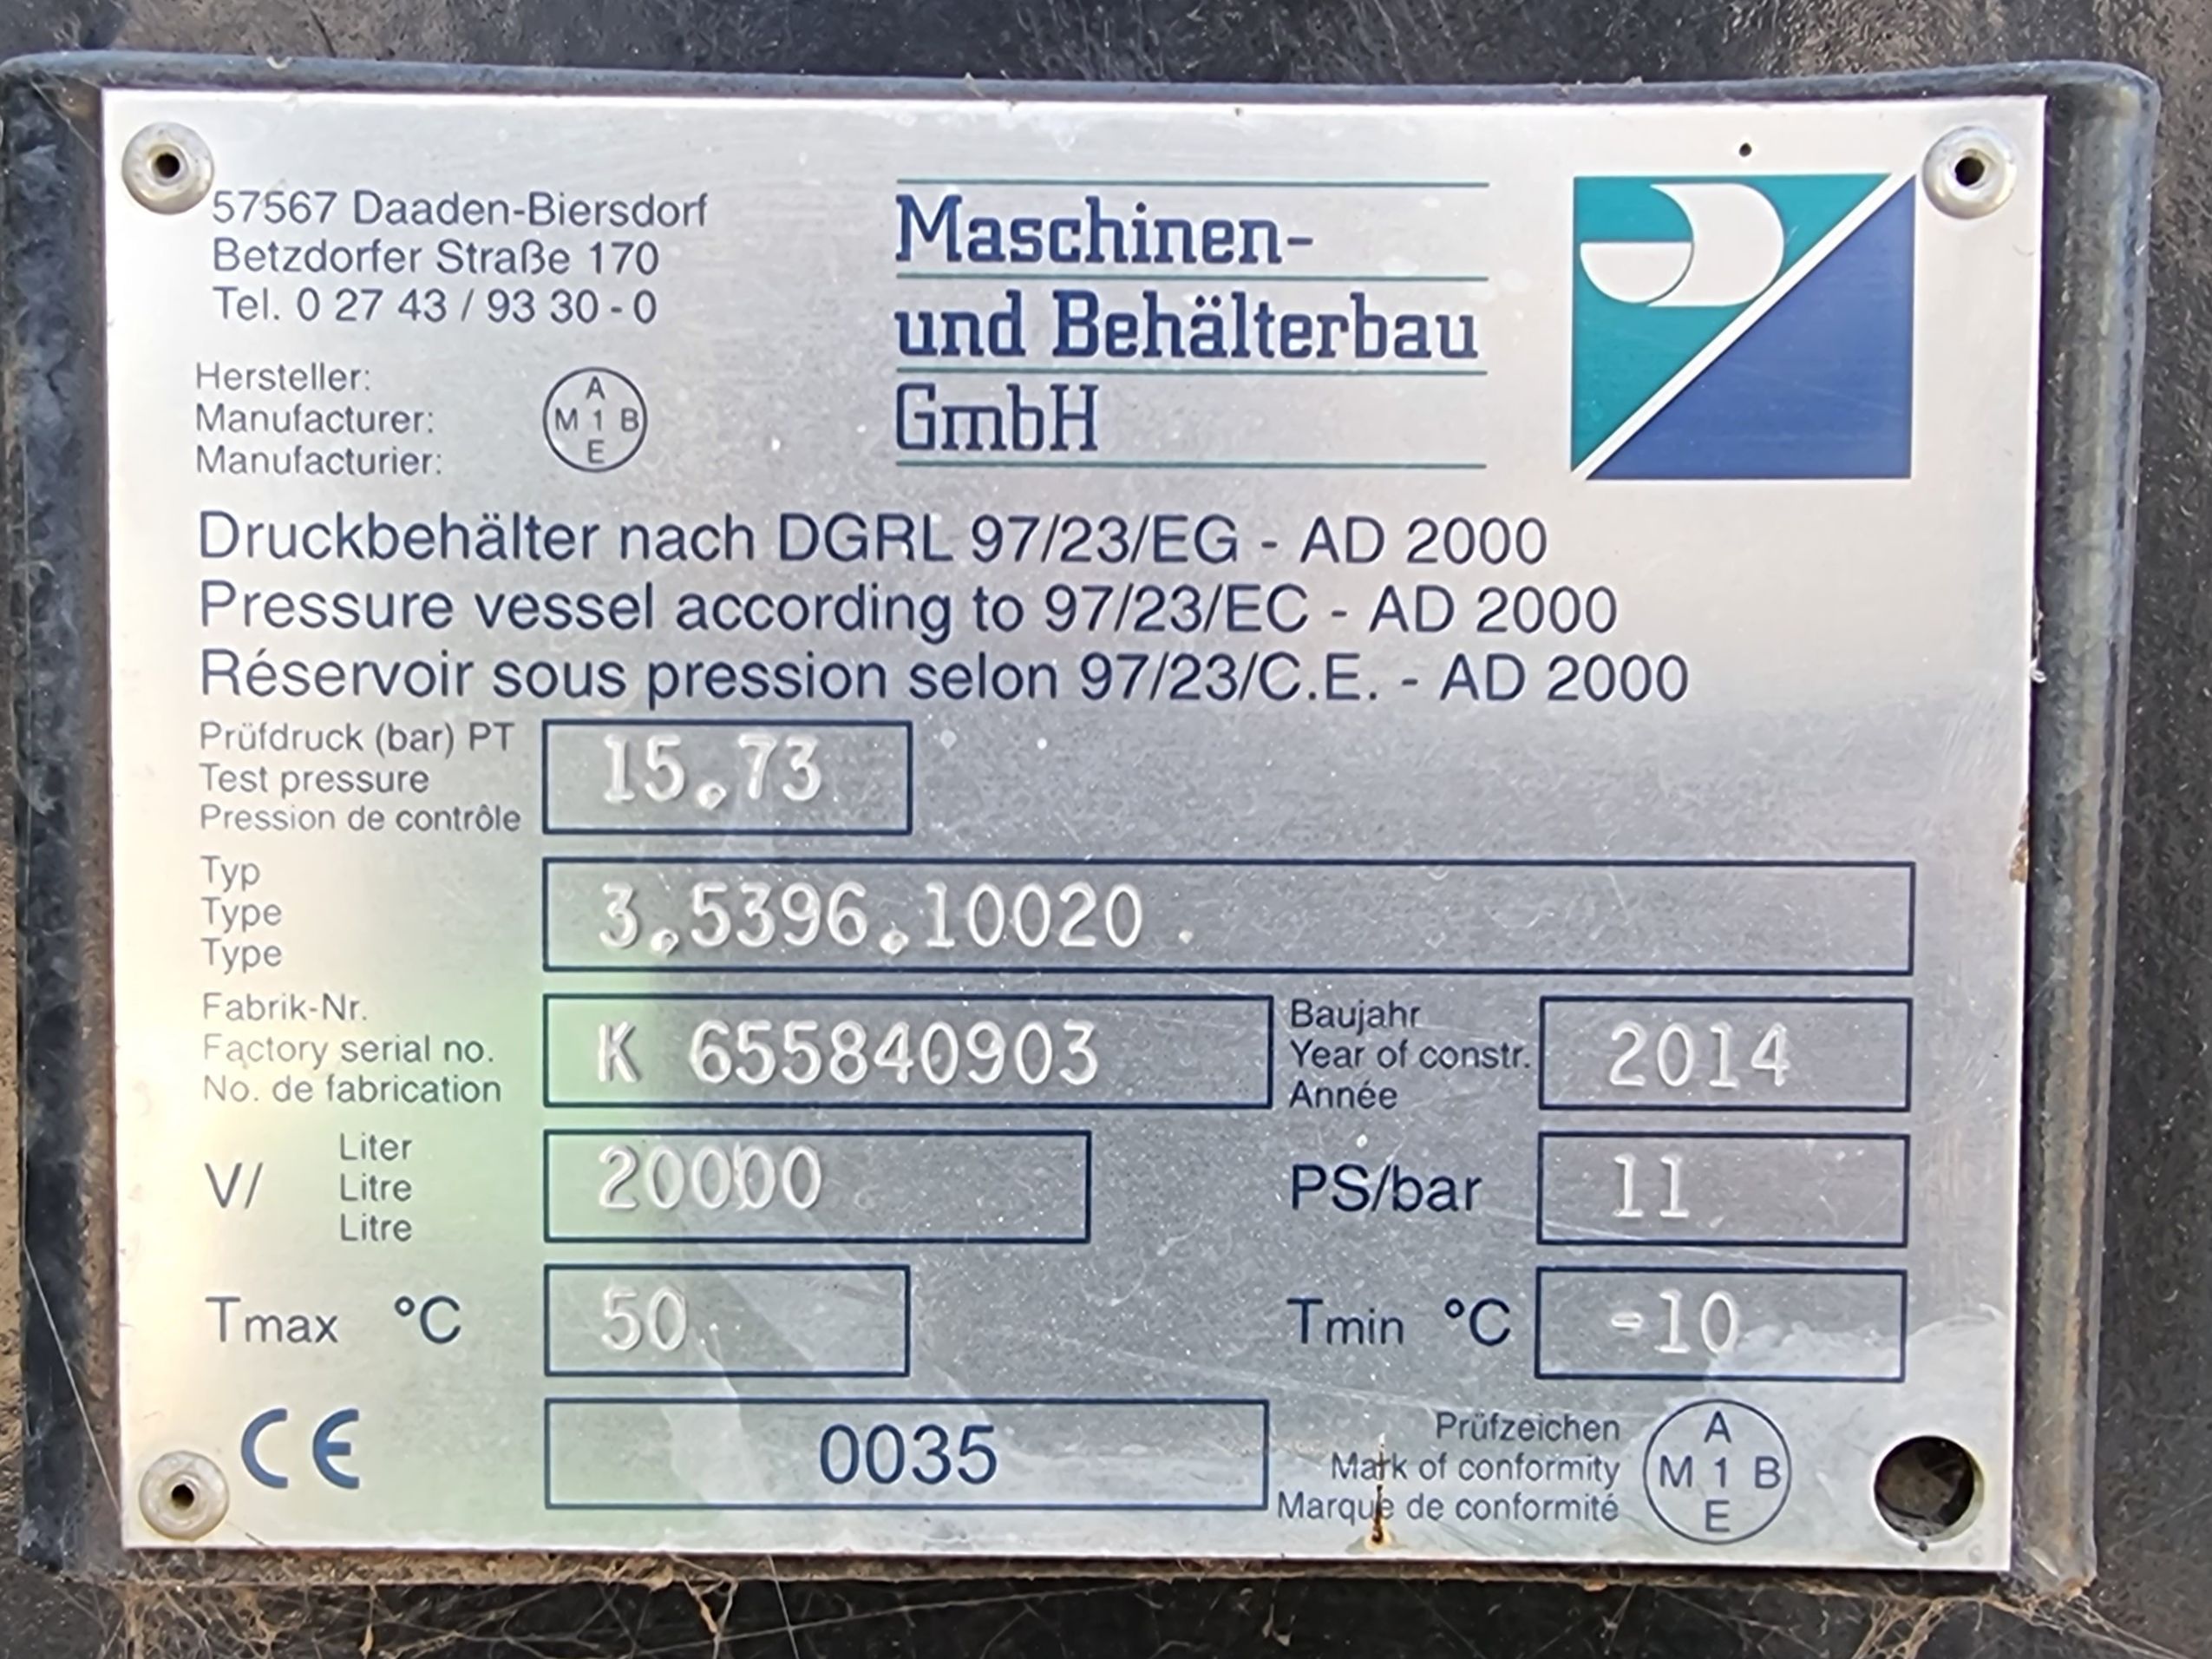 57567 Daaden-Biersdorf
Betzdorfer Straße 170
Tel. 0 27 43 / 93 30 - 0
Maschinen-
und Behälterbau
GmbH
Hersteller:
Manufacturer:
Manufacturier:
A
M 1 B
E
Druckbehälter nach DGRL 97/23/EG - AD 2000
Pressure vessel according to 97/23/EC - AD 2000
Réservoir sous pression selon 97/23/C.E. - AD 2000
Prüfdruck (bar) PT
Test pressure
Pression de contrôle
15.73
Typ
Type
Type
3.5396.10020 .
Fabrik-Nr.
Factory serial no.
No. de fabrication
K 655840903
Baujahr
Year of constr.
Année
2014
V/
Liter
Litre
Litre
20000
PS/bar
11
Tmax °C
50
Tmin °C
-10
CE
0035
Prüfzeichen
Mark of conformity
Marque de conformité
A
M 1 B
E